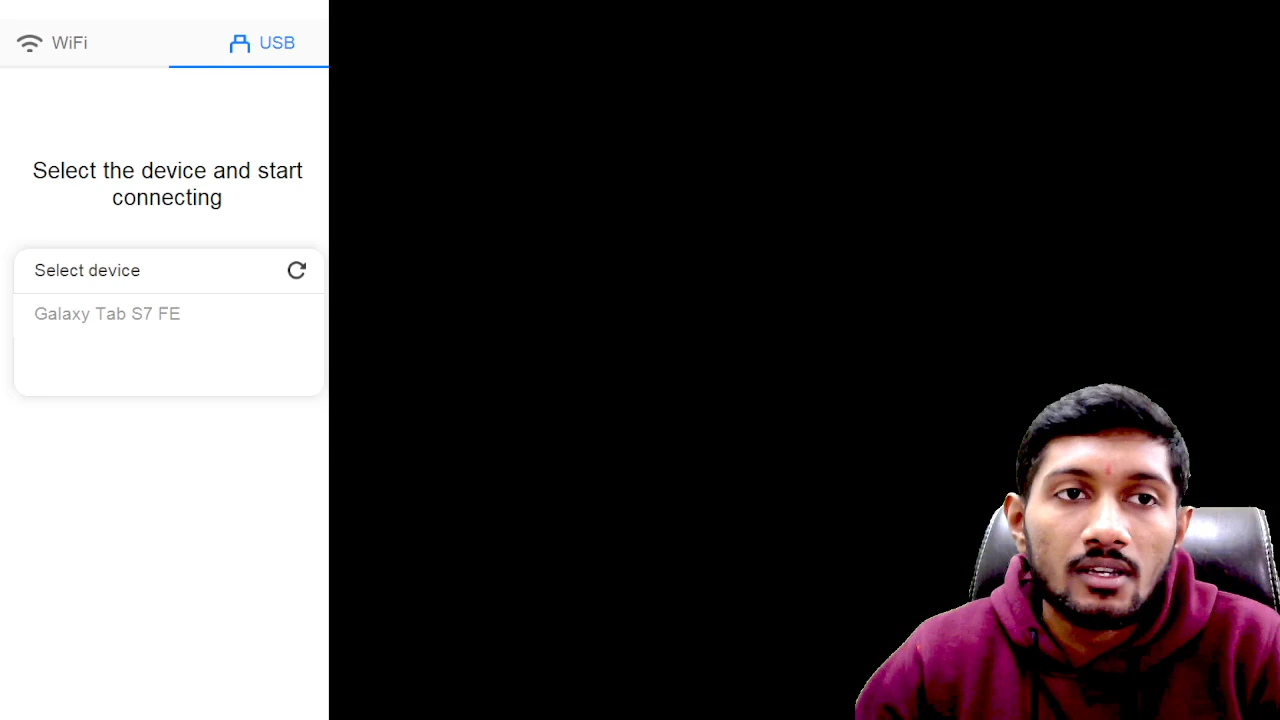 WiFi
USB
Select the device and start
connecting
Select device
Galaxy Tab S7 FE